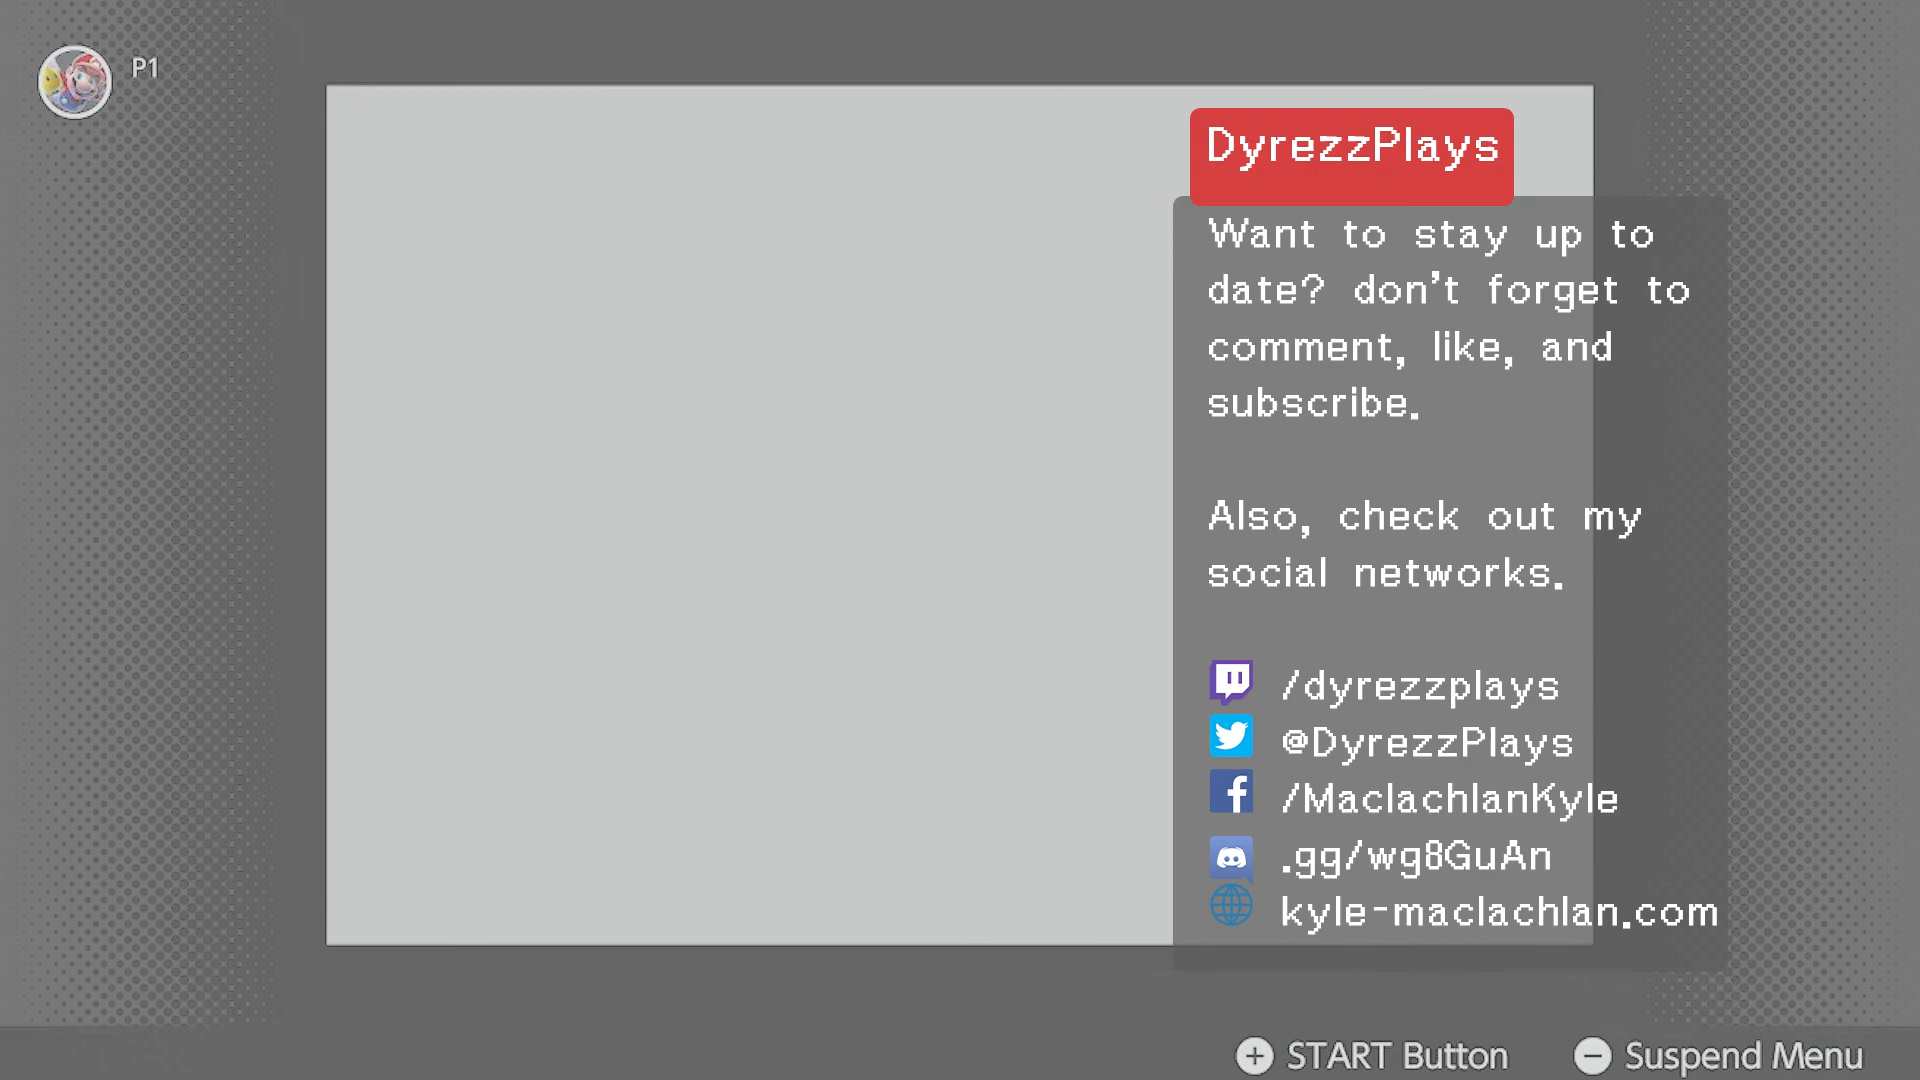 P1
DyrezzPlays
Want to stay up to
date? don't forget to
comment, like, and
subscribe.
Also, check out my
social networks.
/dyrezzplays
@DyrezzPlays
/MaclachlanKyle
.gg/wg8GuAn
kyle-maclachlan.com
START Button
Suspend Menu